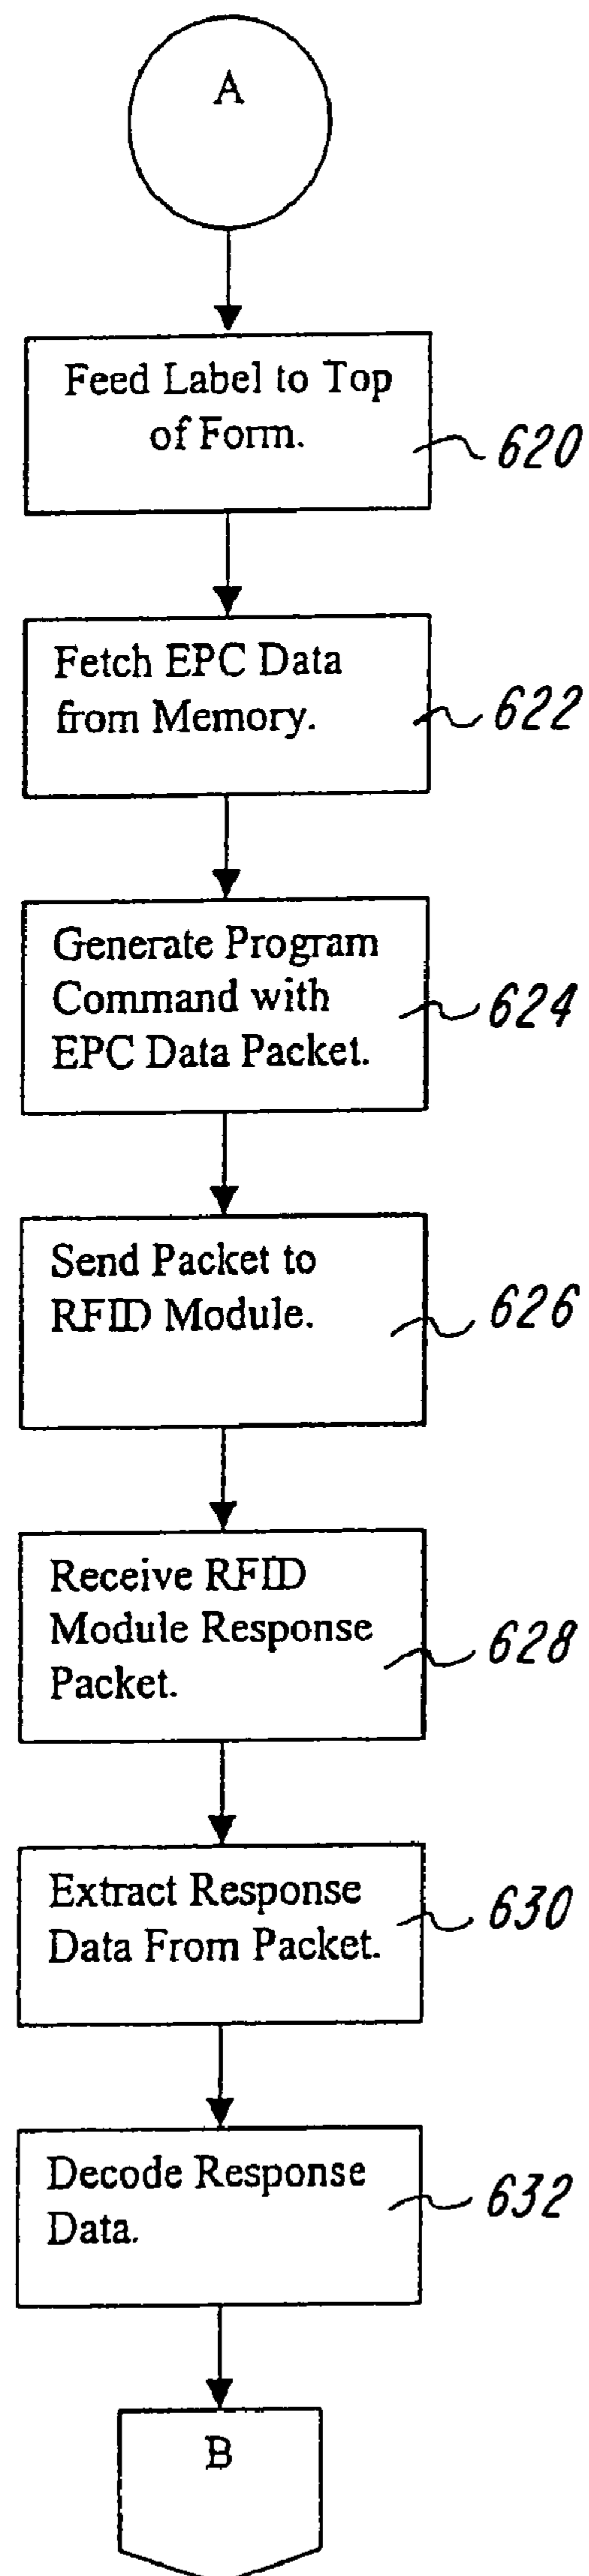 A
Feed Label to Top
of Form.
620
Fetch EPC Data
from Memory.
622
Generate Program
Command with
EPC Data Packet.
624
Send Packet to
RFID Module.
626
Receive RFID
Module Response
Packet.
628
Extract Response
Data From Packet.
630
Decode Response
Data.
632
B